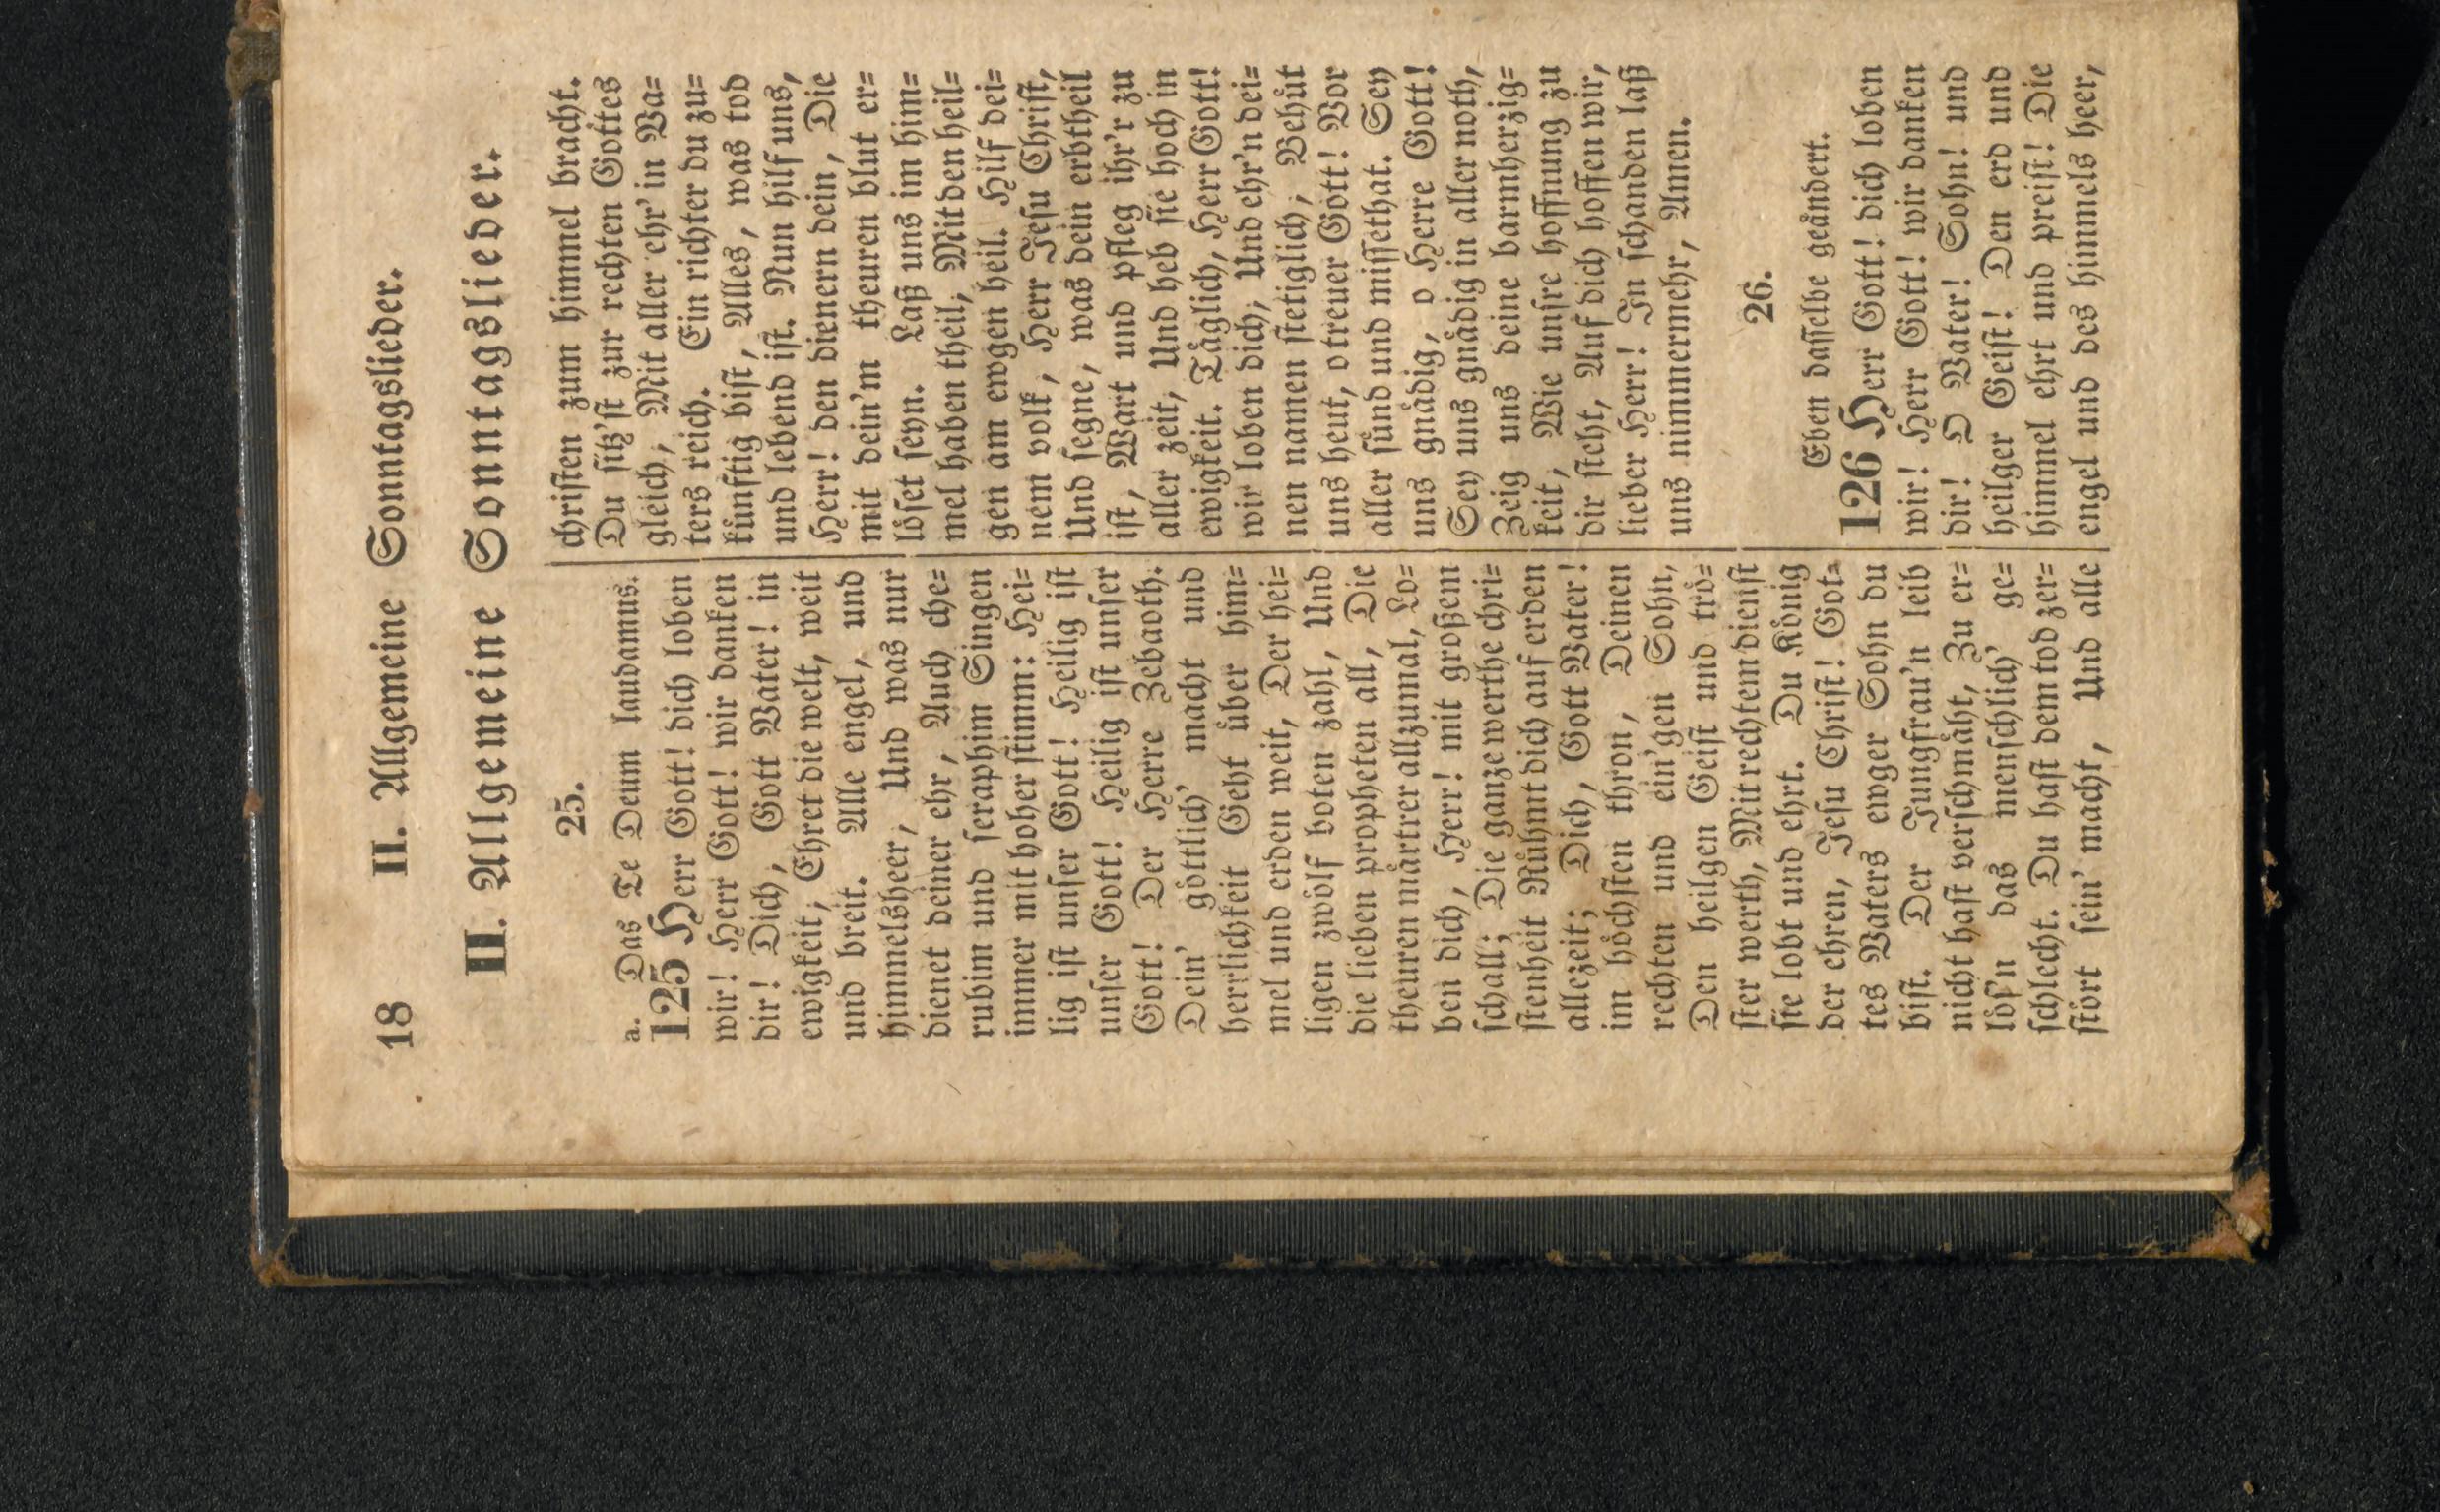 18 II. Allgemeine Sonntagslieder.
II. Allgemeine Sonntagslieder.
25.
a. Das Te Deum laudamus.
125 Herr Gott! dich loben
wir! Herr Gott! wir danken
dir! Dich, Gott Vater! in
ewigkeit, Ehret die welt, weit
und breit. Alle engel, und
himmelsheer, Und was nur
dienet deiner ehr, Auch che=
rubim und seraphim Singen
immer mit hoher stimm: Hei=
lig ist unser Gott! Heilig ist
unser Gott! Heilig ist unser
Gott! Der Herre Zebaoth.
Dein' göttlich' macht und
herrlichkeit Geht über him=
mel und erden weit, Der hei=
ligen zwölf boten zahl, Und
die lieben propheten all, Die
theuren märtrer allzumal, Lo=
ben dich, Herr! mit großem
schall; Die ganze werthe chri=
stenheit Rühmt dich auf erden
allezeit; Dich, Gott Vater!
im höchsten thron, Deinen
rechten und ein'gen Sohn,
Den heilgen Geist und trö=
ster werth, Mit rechtem dienst
sie lobt und ehrt. Du König
der ehren, Jesu Christ! Got=
tes Vaters ewger Sohn du
bist. Der Jungfrau'n leib
nicht hast verschmäht, Zu er=
lös'n das menschlich' ge=
schlecht. Du hast dem tod zer=
stört sein' macht, Und alle
christen zum himmel bracht.
Du sitz'st zur rechten Gottes
gleich, Mit aller ehr' in Va=
ters reich. Ein richter du zu=
künftig bist, Alles, was tod
und lebend ist. Nun hilf uns,
Herr! den dienern dein, Die
mit dein'm theuren blut er=
löset seyn. Laß uns im him=
mel haben theil, Mit den heil=
gen am ewgen heil. Hilf dei=
nem volk, Herr Jesu Christ,
Und segne, was dein erbtheil
ist, Wart und pfleg ihr'r zu
aller zeit, Und heb sie hoch in
ewigkeit. Täglich, Herr Gott!
wir loben dich, Und ehr'n dei=
nen namen stetiglich, Behüt
uns heut, o treuer Gott! Vor
aller sünd und missethat. Sey
uns gnädig, o Herre Gott!
Sey uns gnädig in aller noth,
Zeig uns deine barmherzig=
keit, Wie unsre hoffnung zu
dir steht, Auf dich hoffen wir,
lieber Herr! In schanden laß
uns nimmermehr, Amen.
26.
Eben dasselbe geändert.
126 Herr Gott! dich loben
wir! Herr Gott! wir danken
dir! O Vater! Sohn! und
heilger Geist! Den erd und
himmel ehrt und preist! Die
engel und des himmels heer,